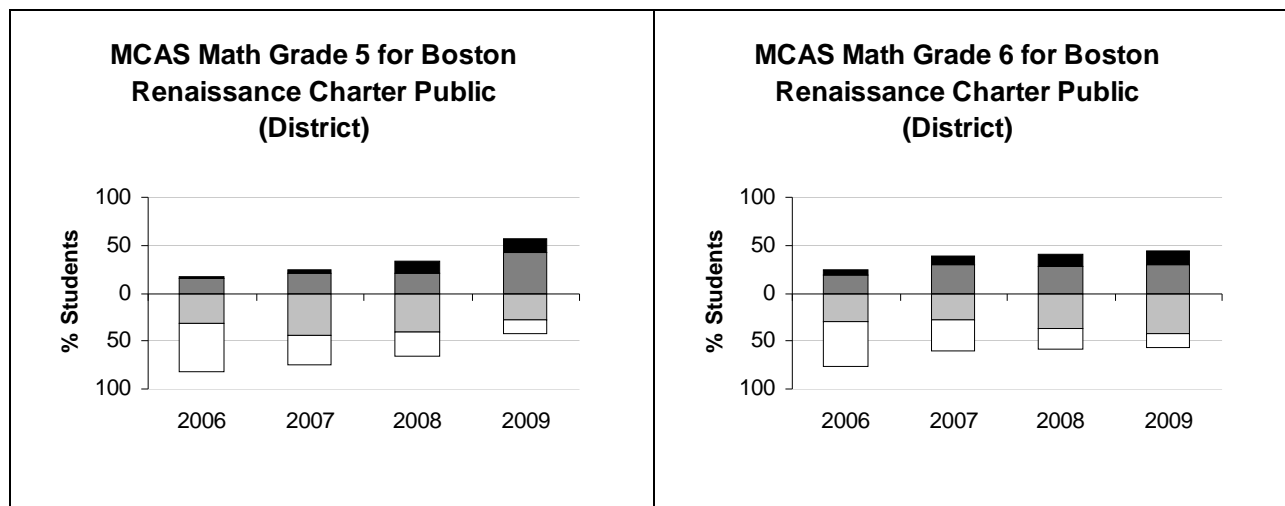 MCAS Math Grade 5 for Boston
Renaissance Charter Public
(District)
% Students
100
50
0
50
100
2006 2007 2008 2009
MCAS Math Grade 6 for Boston
Renaissance Charter Public
(District)
% Students
100
50
0
50
100
2006 2007 2008 2009